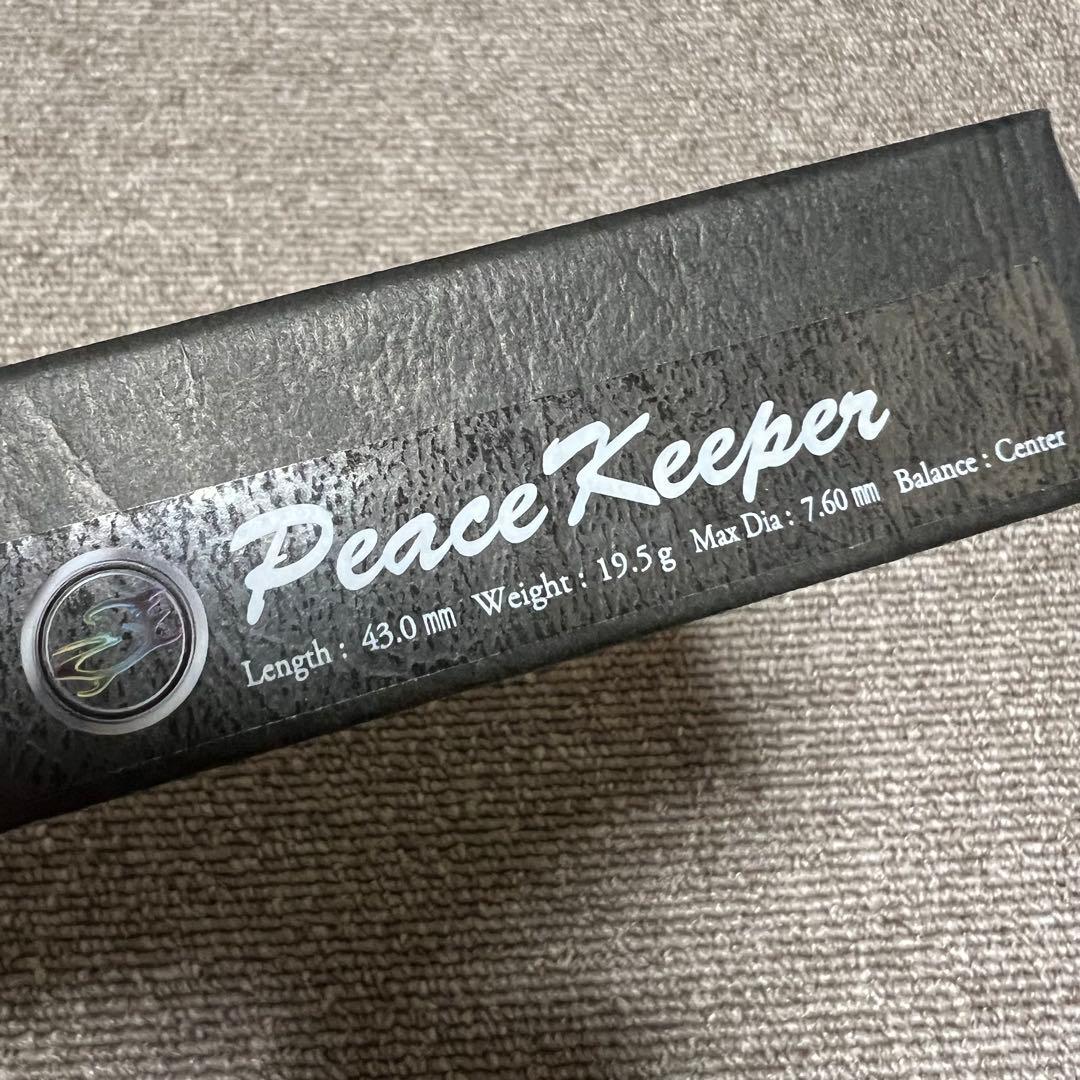 Peace Keeper
Length : 43.0 ㎜ Weight : 19.5 g Max Dia : 7.60 ㎜ Balance : Center